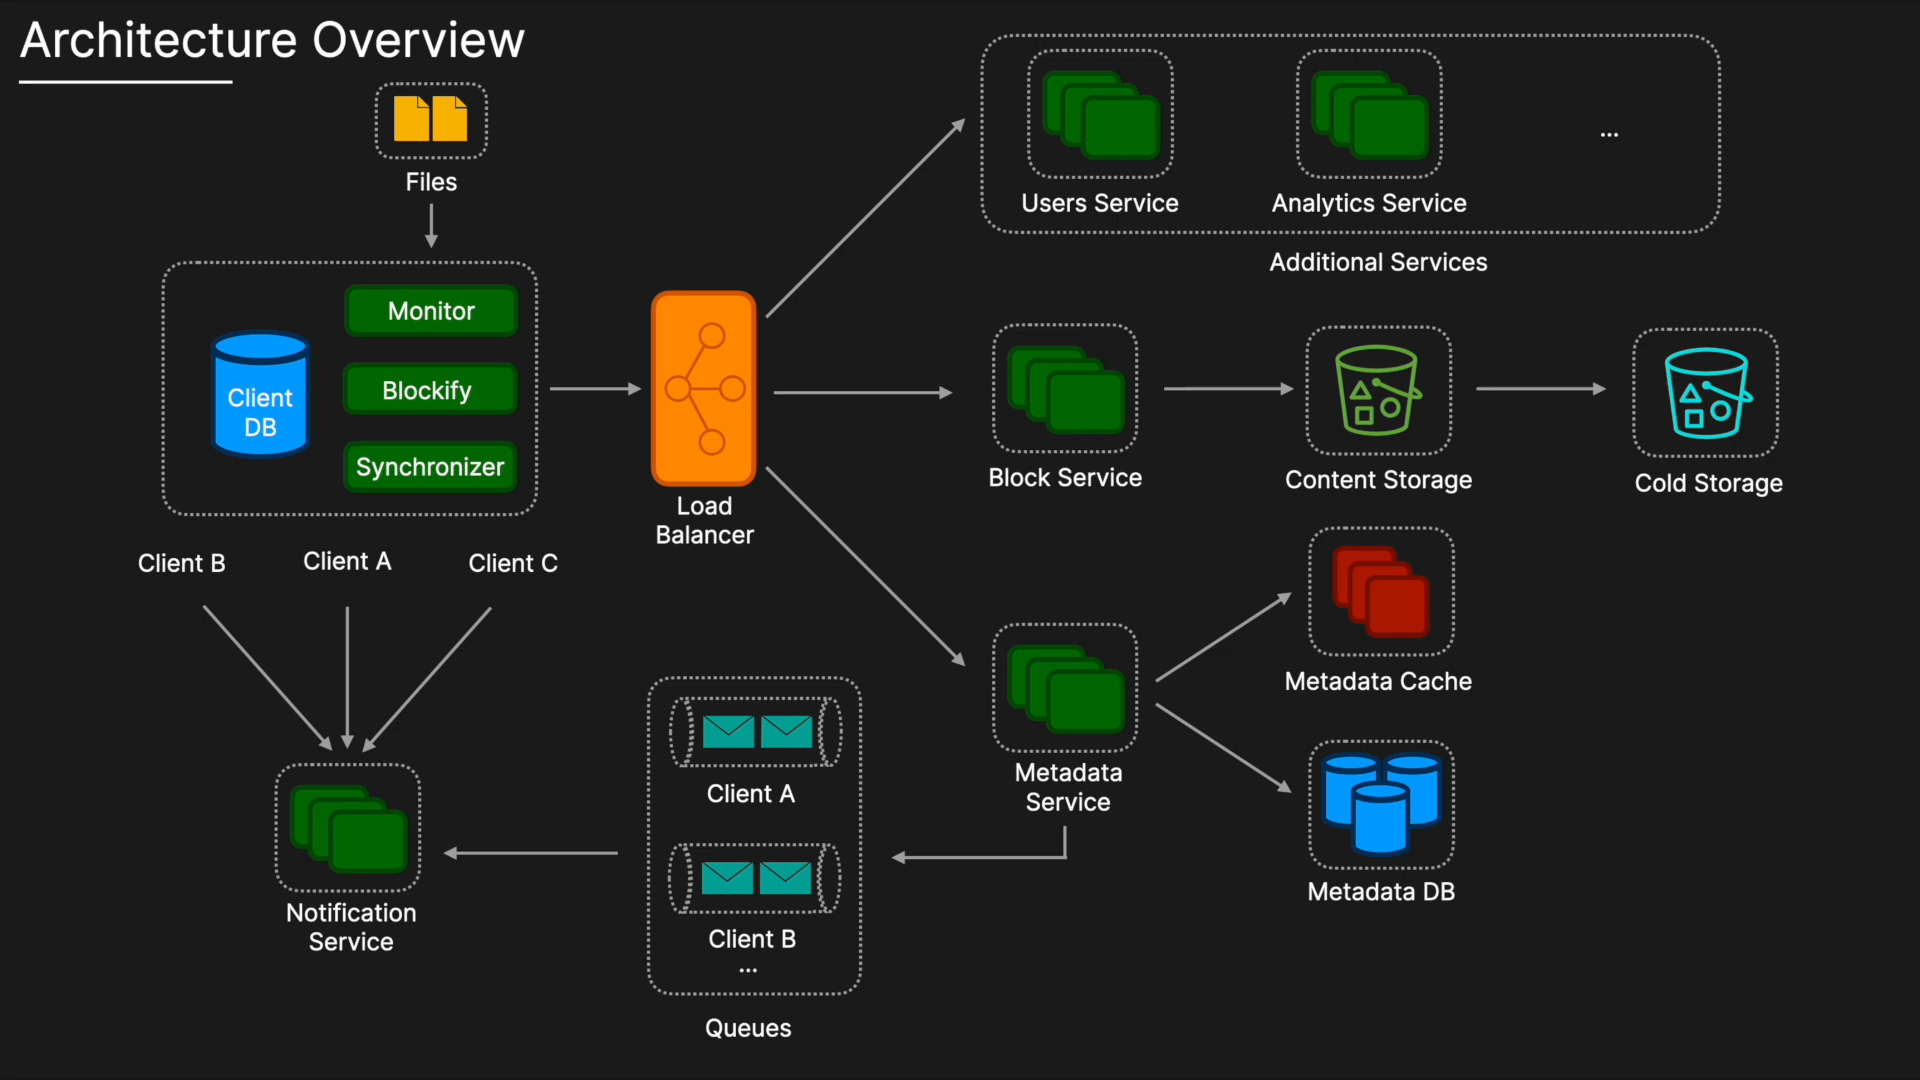 Architecture Overview
Files
Users Service
Analytics Service
...
Additional Services
Client
DB
Monitor
Blockify
Synchronizer
Load
Balancer
Block Service
Content Storage
Cold Storage
Client B
Client A
Client C
Metadata Cache
Metadata
Service
Metadata DB
Client A
Client B
...
Queues
Notification
Service